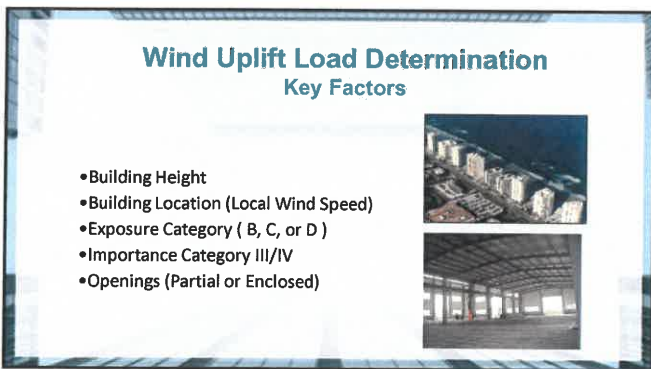 Wind Uplift Load Determination
Key Factors
•Building Height
•Building Location (Local Wind Speed)
•Exposure Category ( B, C, or D )
•Importance Category III/IV
•Openings (Partial or Enclosed)